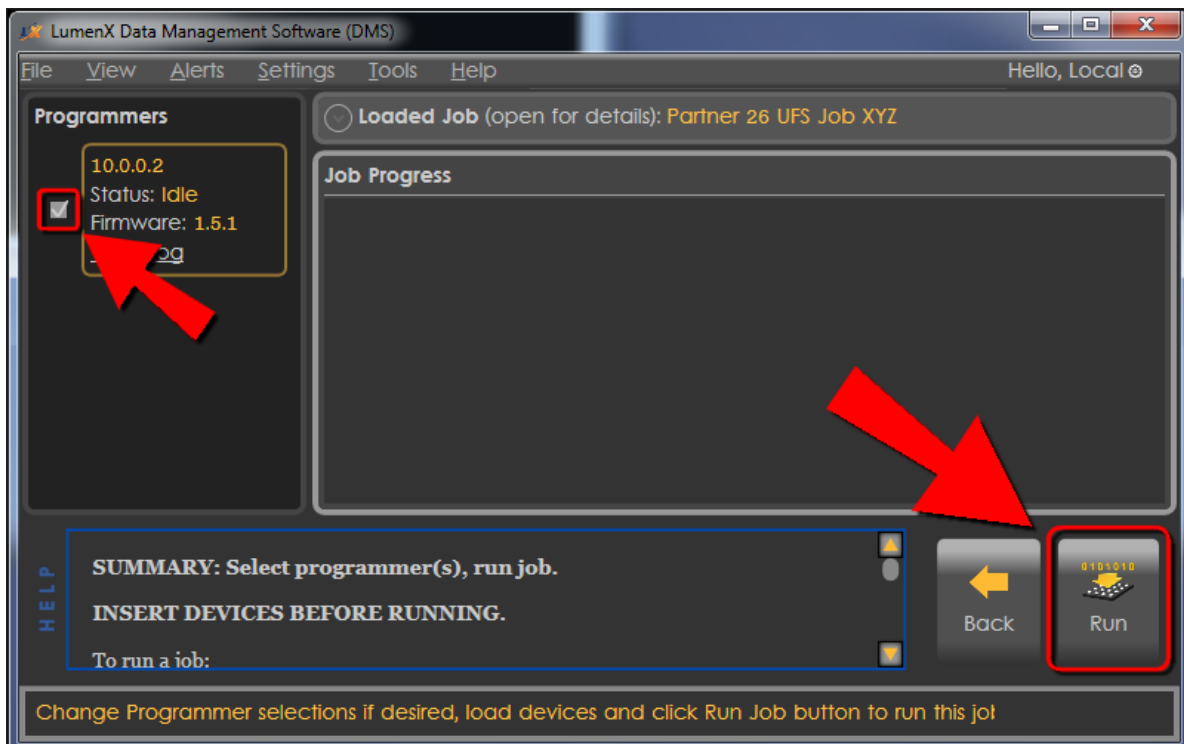 LumenX Data Management Software (DMS)
File View Alerts Settings Tools Help Hello, Local
Programmers
10.0.0.2
Status: Idle
Firmware: 1.5.1
Loaded Job (open for details): Partner 26 UFS Job XYZ
Job Progress
HELP
SUMMARY: Select programmer(s), run job.
INSERT DEVICES BEFORE RUNNING.
To run a job:
Back
0101010
Run
Change Programmer selections if desired, load devices and click Run Job button to run this jo